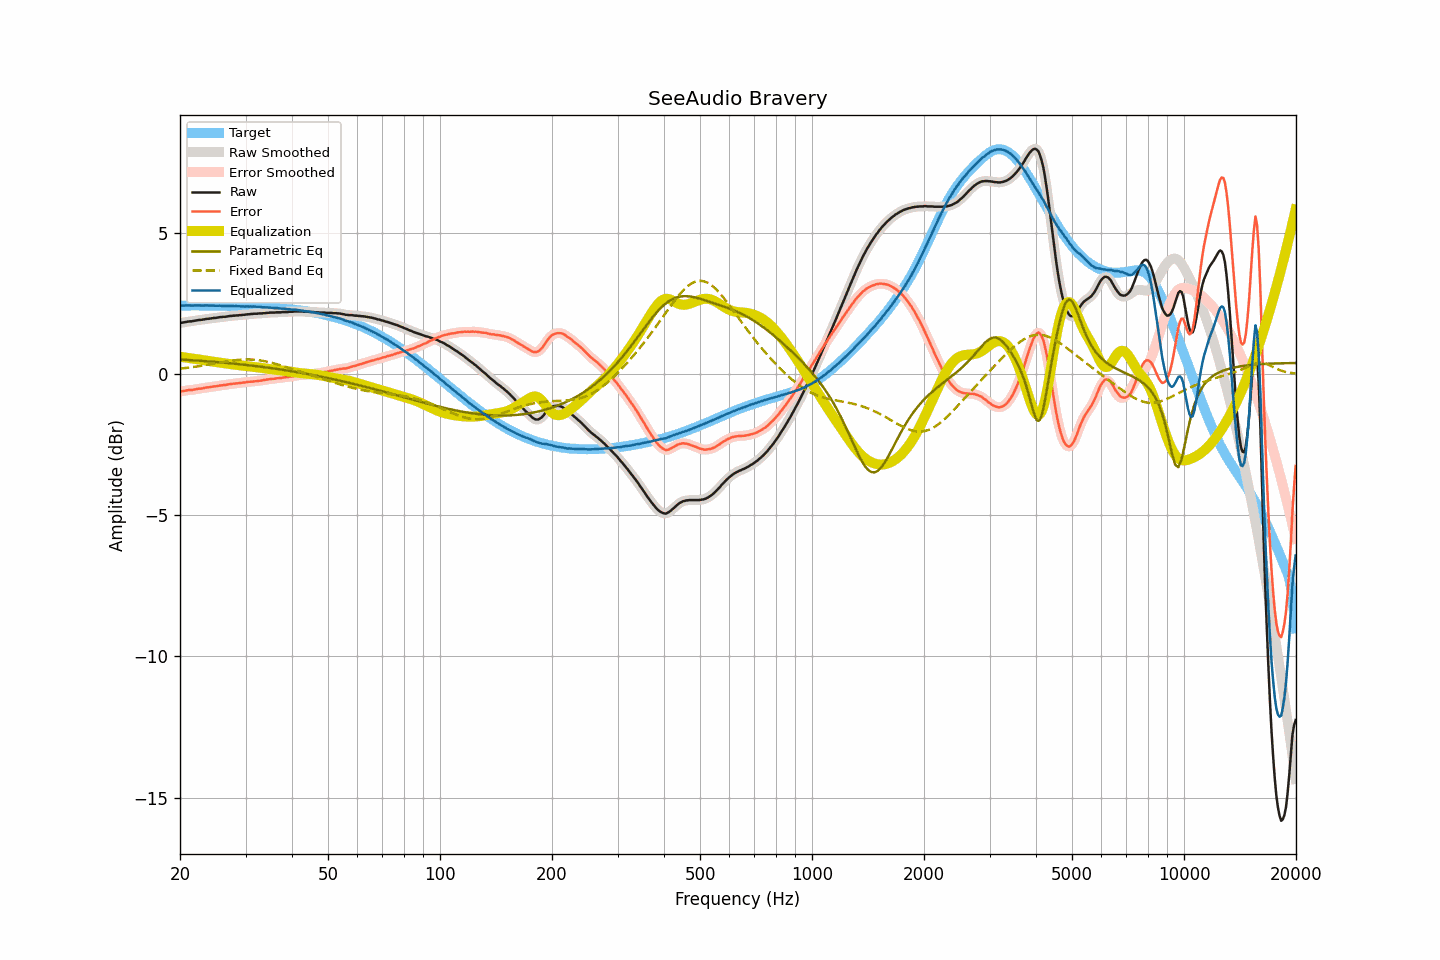 SeeAudio Bravery
Target
Raw Smoothed
Error Smoothed
Raw
Error
Equalization
Parametric Eq
Fixed Band Eq
Equalized
5
0
−5
−10
−15
Amplitude (dBr)
20 50 100 200 500 1000 2000 5000 10000 20000
Frequency (Hz)